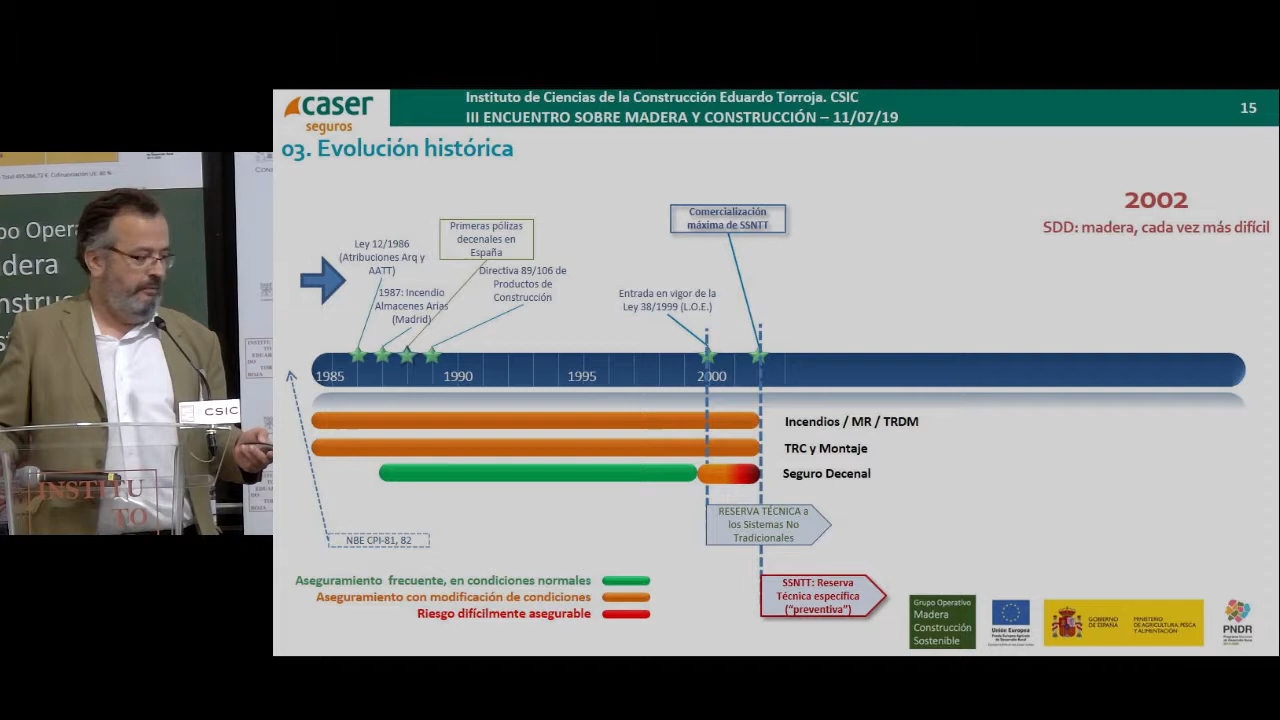 caser
seguros
Instituto de Ciencias de la Construcción Eduardo Torroja. CSIC
III ENCUENTRO SOBRE MADERA Y CONSTRUCCIÓN – 11/07/19
15
03. Evolución histórica
2002
SDD: madera, cada vez más difícil
Ley 12/1986
(Atribuciones Arq y
AATT)
Primeras pólizas
decenales en
España
1987: Incendio
Almacenes Arias
(Madrid)
Directiva 89/106 de
Productos de
Construcción
Entrada en vigor de la
Ley 38/1999 (L.O.E.)
Comercialización
máxima de SSNTT
1985
1990
1995
2000
Incendios / MR / TRDM
TRC y Montaje
Seguro Decenal
NBE CPI-81, 82
RESERVA TÉCNICA a
los Sistemas No
Tradicionales
SSNTT: Reserva
Técnica específica
("preventiva")
Aseguramiento frecuente, en condiciones normales
Aseguramiento con modificación de condiciones
Riesgo difícilmente asegurable
Grupo Operativo
Madera
Construcción
Sostenible
Unión Europea
GOBIERNO
DE ESPAÑA
MINISTERIO
DE AGRICULTURA, PESCA
Y ALIMENTACIÓN
PNDR
po Opera
dera
nstruc
CSIC
INSTITU
TO